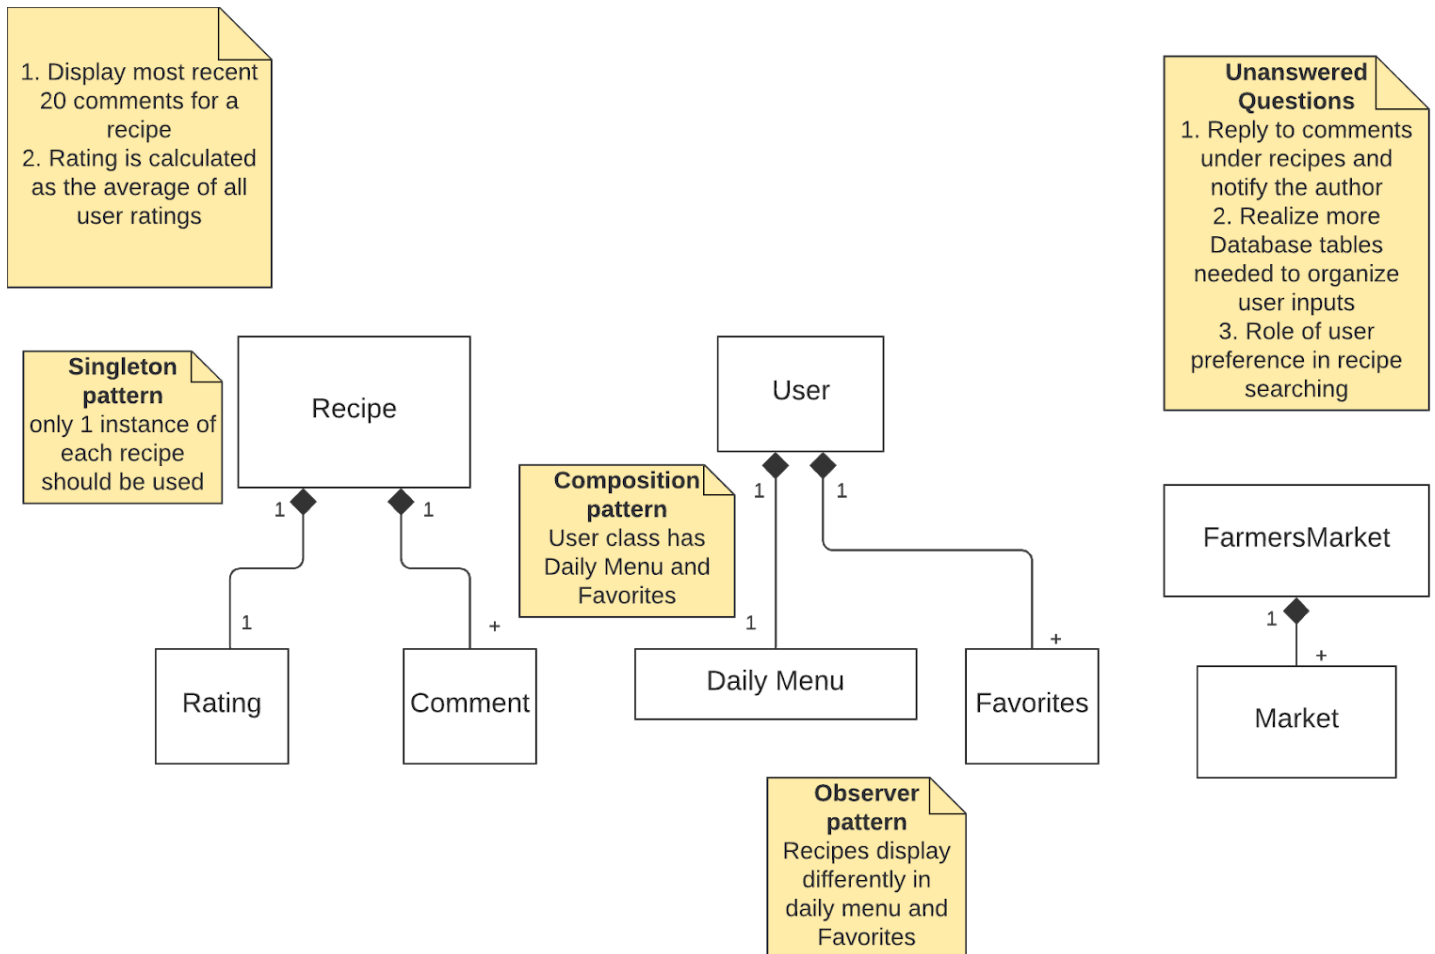 1. Display most recent
20 comments for a
recipe
2. Rating is calculated
as the average of all
user ratings
Unanswered
Questions
1. Reply to comments
under recipes and
notify the author
2. Realize more
Database tables
needed to organize
user inputs
3. Role of user
preference in recipe
searching
Singleton
pattern
only 1 instance of
each recipe
should be used
Recipe
1
1
1
+
Rating
Comment
User
1
1
Composition
pattern
User class has
Daily Menu and
Favorites
1
+
Daily Menu
Favorites
FarmersMarket
1
+
Market
Observer
pattern
Recipes display
differently in
daily menu and
Favorites